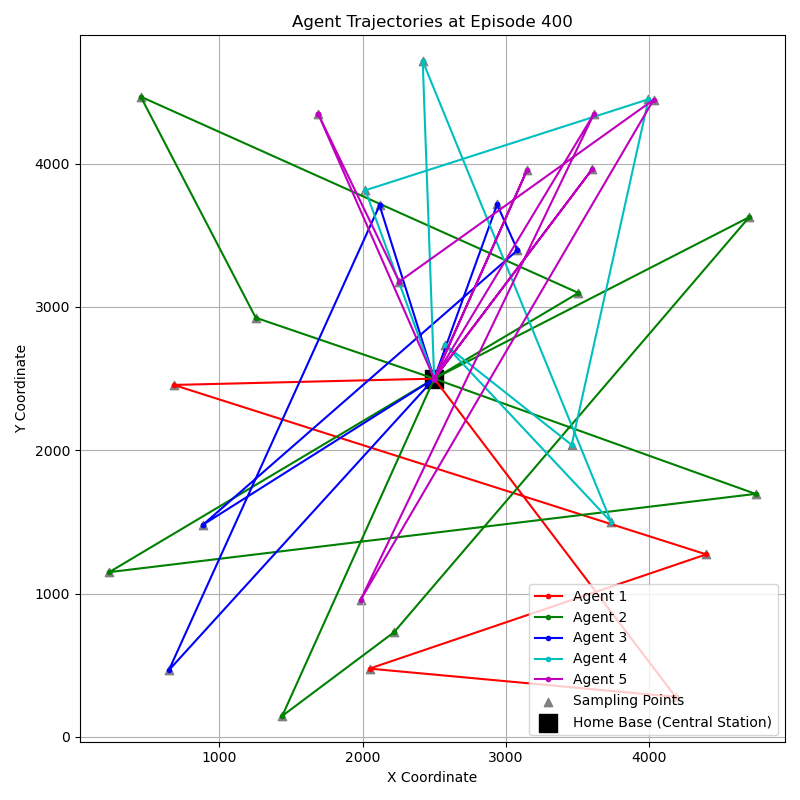 Agent Trajectories at Episode 400
Y Coordinate
4000
3000
2000
1000
0
1000
2000
3000
4000
X Coordinate
Agent 1
Agent 2
Agent 3
Agent 4
Agent 5
Sampling Points
Home Base (Central Station)